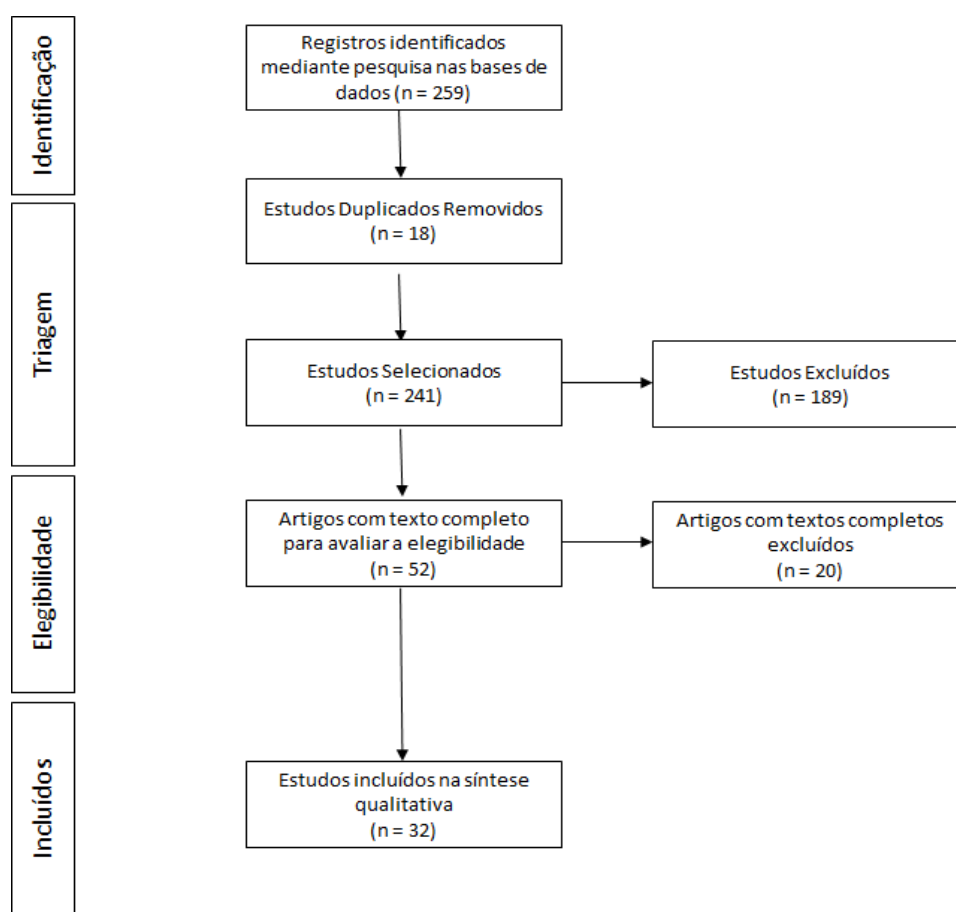 Identificação
Registros identificados
mediante pesquisa nas bases de
dados (n = 259)
Triagem
Estudos Duplicados Removidos
(n = 18)
Estudos Selecionados
(n = 241)
Estudos Excluídos
(n = 189)
Elegibilidade
Artigos com texto completo
para avaliar a elegibilidade
(n = 52)
Artigos com textos completos
excluídos
(n = 20)
Incluídos
Estudos incluídos na síntese
qualitativa
(n = 32)